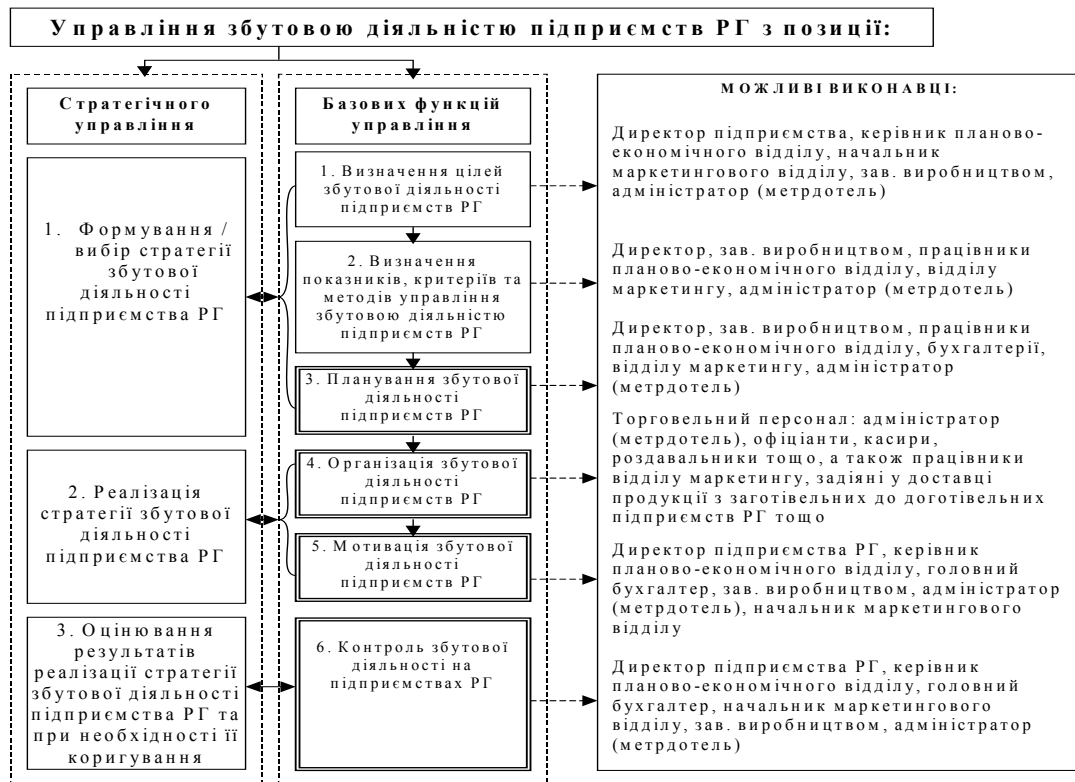 Управління збутовою діяльністю підприємств РГ з позиції:
Стратегічного
управління
1. Формування /
вибір стратегії
збутової
діяльності
підприємства РГ
2. Реалізація
стратегії збутової
діяльності
підприємства РГ
3. Оцінювання
результатів
реалізації стратегії
збутової діяльності
підприємства РГ та
при необхідності її
коригування
Базових функцій
управління
1. Визначення цілей
збутової діяльності
підприємств РГ
2. Визначення
показників, критеріїв та
методів управління
збутовою діяльністю
підприємств РГ
3. Планування збутової
діяльності
підприємств РГ
4. Організація збутової
діяльності
підприємств РГ
5. Мотивація збутової
діяльності
підприємств РГ
6. Контроль збутової
діяльності на
підприємствах РГ
МОЖЛИВІ ВИКОНАВЦІ:
Директор підприємства, керівник планово-
економічного відділу, начальник
маркетингового відділу, зав. виробництвом,
адміністратор (метрдотель)
Директор, зав. виробництвом, працівники
планово-економічного відділу, відділу
маркетингу, адміністратор (метрдотель)
Директор, зав. виробництвом, працівники
планово-економічного відділу, бухгалтерії,
відділу маркетингу, адміністратор
(метрдотель)
Торговельний персонал: адміністратор
(метрдотель), офіціанти, касири,
роздавальники тощо, а також працівники
відділу маркетингу, задіяні у доставці
продукції з заготівельних до доготівельних
підприємств РГ тощо
Директор підприємства РГ, керівник
планово-економічного відділу, головний
бухгалтер, зав. виробництвом, адміністратор
(метрдотель), начальник маркетингового
відділу
Директор підприємства РГ, керівник
планово-економічного відділу, головний
бухгалтер, начальник маркетингового
відділу, зав. виробництвом, адміністратор
(метрдотель)